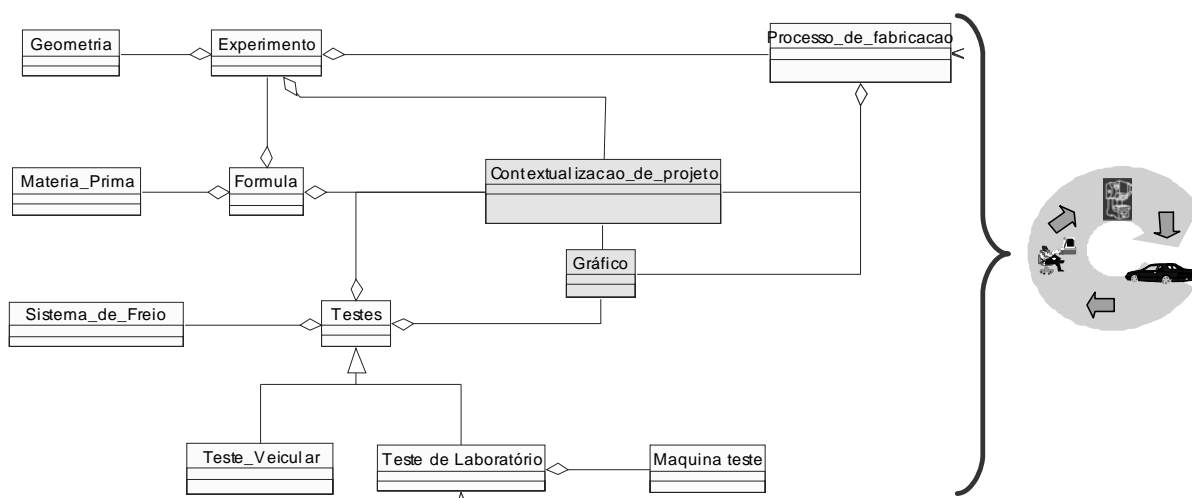 Geometria
Experimento
Processo_de_fabricacao
Materia_Prima
Formula
Contextualizacao_de_projeto
Gráfico
Sistema_de_Freio
Testes
Teste_Veicular
Teste de Laboratório
Maquina teste